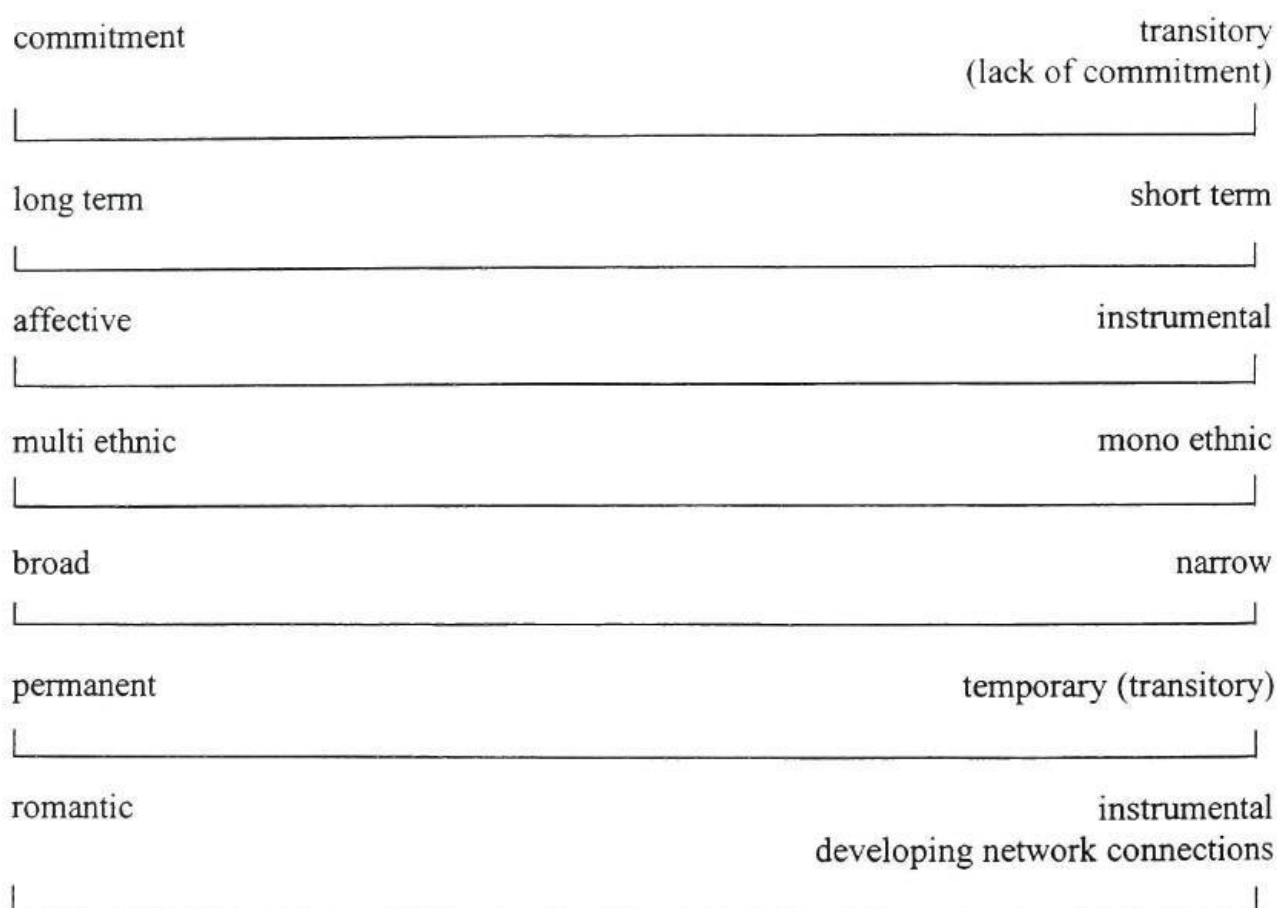 commitment transitory
(lack of commitment)
long term short term
affective instrumental
multi ethnic mono ethnic
broad narrow
permanent temporary (transitory)
romantic instrumental
developing network connections